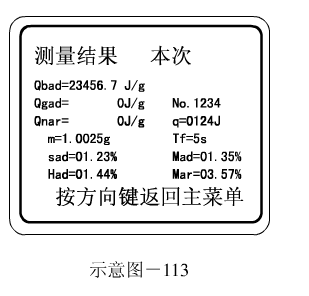 测量结果 本次
Qbad=23456.7 J/g
Qgad= 0J/g No.1234
Qnar= 0J/g q=0124J
m=1.0025g Tf=5s
sad=01.23% Mad=01.35%
Had=01.44% Mar=03.57%
按方向键返回主菜单
示意图－113